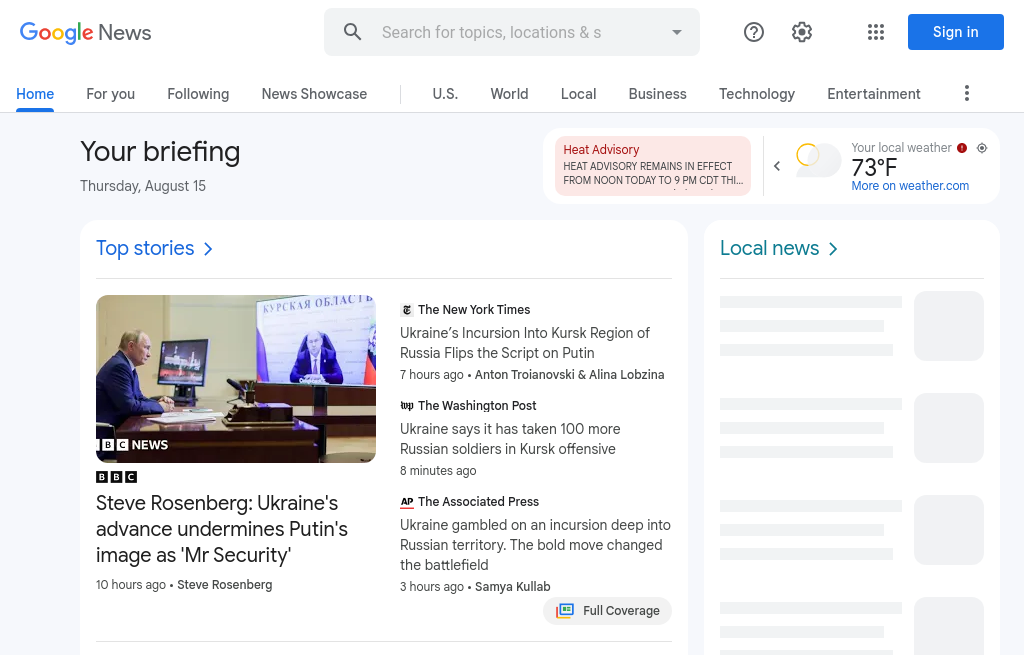 Google News
Search for topics, locations & s
Sign in
Home
For you
Following
News Showcase
U.S.
World
Local
Business
Technology
Entertainment
Your briefing
Thursday, August 15
Heat Advisory
HEAT ADVISORY REMAINS IN EFFECT
FROM NOON TODAY TO 9 PM CDT THI...
Your local weather
73°F
More on weather.com
Top stories
КУРСКАЯ ОБЛАСТЬ
BBC NEWS
BBC
Steve Rosenberg: Ukraine's
advance undermines Putin's
image as 'Mr Security'
10 hours ago • Steve Rosenberg
The New York Times
Ukraine’s Incursion Into Kursk Region of
Russia Flips the Script on Putin
7 hours ago • Anton Troianovski & Alina Lobzina
wp The Washington Post
Ukraine says it has taken 100 more
Russian soldiers in Kursk offensive
8 minutes ago
AP The Associated Press
Ukraine gambled on an incursion deep into
Russian territory. The bold move changed
the battlefield
3 hours ago • Samya Kullab
Full Coverage
Local news